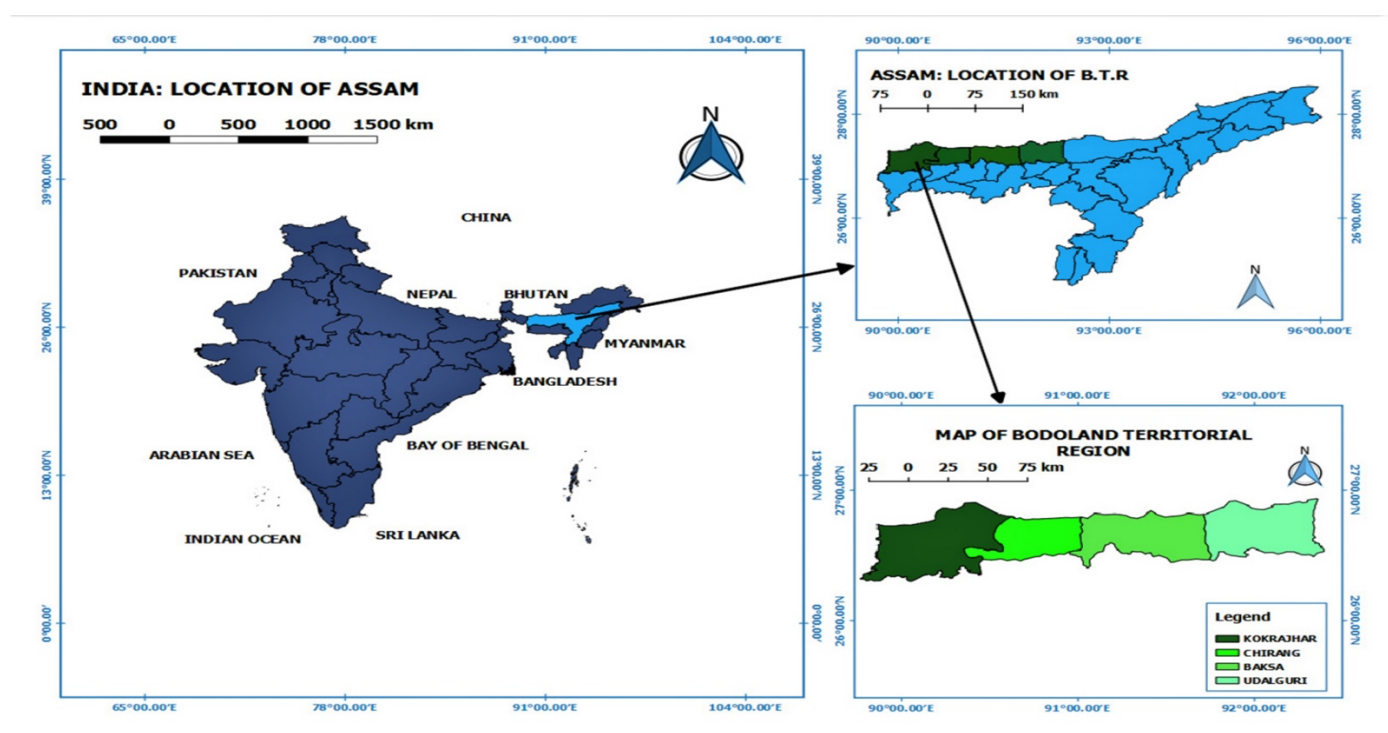 65°00.00'E 78°00.00'E 91°00.00'E 104°00.00'E
INDIA: LOCATION OF ASSAM
500 0 500 1000 1500 km
N
39°00.00'N 39°00.00'N
CHINA
PAKISTAN
NEPAL
BHUTAN
26°00.00'N 26°00.00'N
MYANMAR
BANGLADESH
BAY OF BENGAL
ARABIAN SEA
13°00.00'N 13°00.00'N
INDIAN OCEAN
SRI LANKA
0°00.00' 0°00.00'
65°00.00'E 78°00.00'E 91°00.00'E 104°00.00'E
90°00.00'E 93°00.00'E 96°00.00'E
ASSAM: LOCATION OF B.T.R
75 0 75 150 km
28°00.00'N 28°00.00'N
26°00.00'N 26°00.00'N
N
90°00.00'E 93°00.00'E 96°00.00'E
90°00.00'E 91°00.00'E 92°00.00'E
MAP OF BODOLAND TERRITORIAL
REGION
N
25 0 25 50 75 km
27°00.00'N 27°00.00'N
26°00.00'N 26°00.00'N
Legend
KOKRAJHAR
CHIRANG
BAKSA
UDALGURI
90°00.00'E 91°00.00'E 92°00.00'E